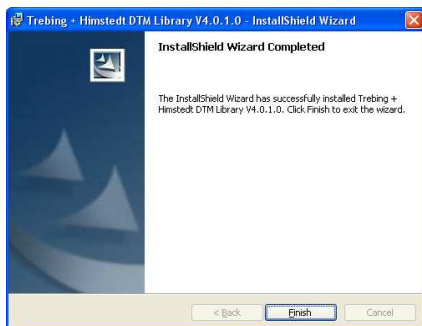 Trebing + Himstedt DTM Library V4.0.1.0 - InstallShield Wizard
InstallShield Wizard Completed
The InstallShield Wizard has successfully installed Trebing +
Himstedt DTM Library V4.0.1.0. Click Finish to exit the wizard.
< Back Finish Cancel